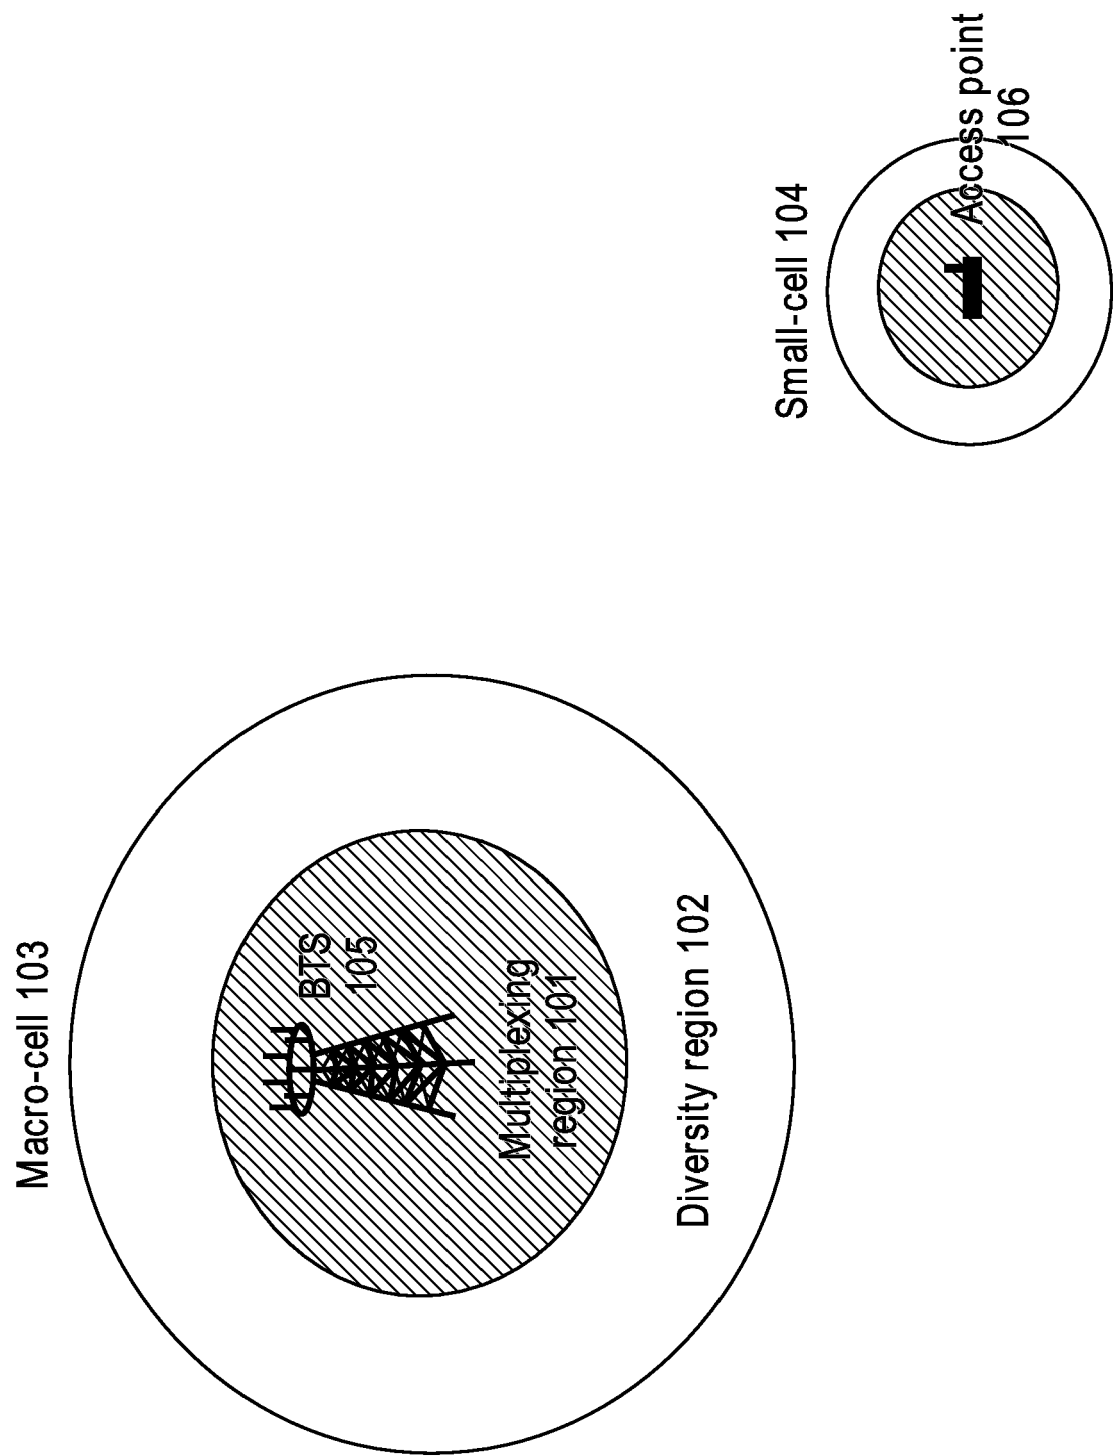 Macro-cell 103
BTS
105
Multiplexing
region 101
Diversity region 102
Small-cell 104
Access point
106